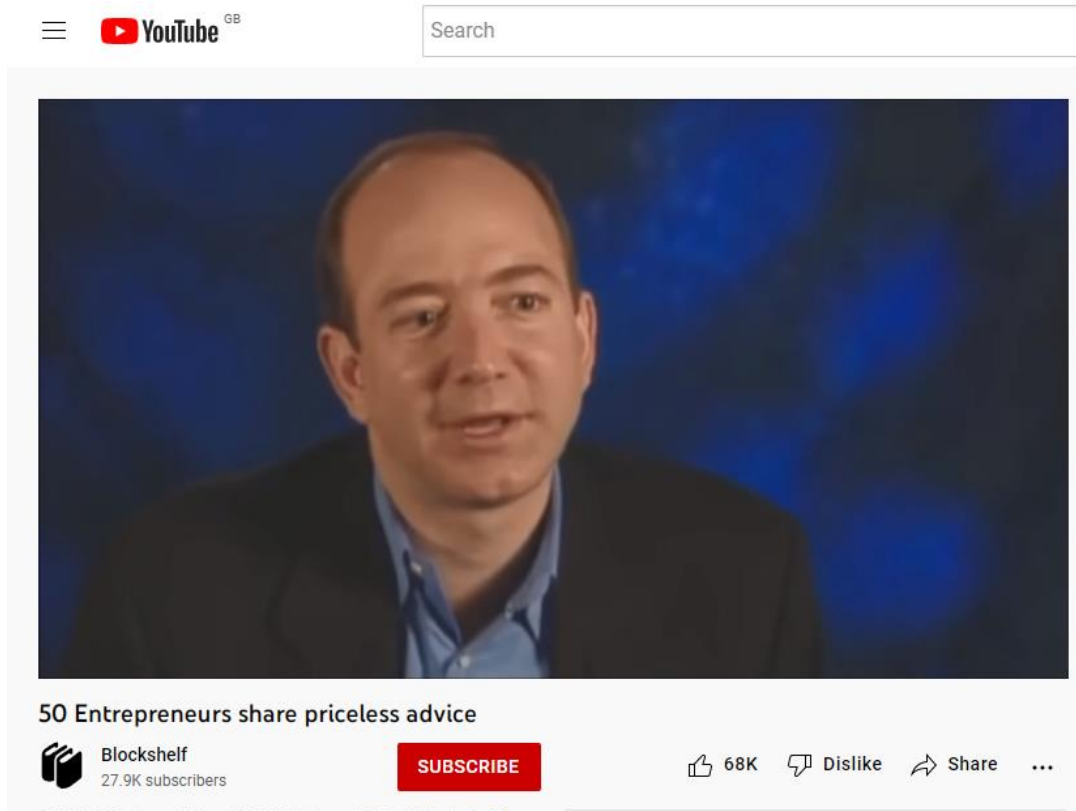 YouTube GB
Search
50 Entrepreneurs share priceless advice
Blockshelf
27.9K subscribers
SUBSCRIBE
68K
Dislike
Share
...